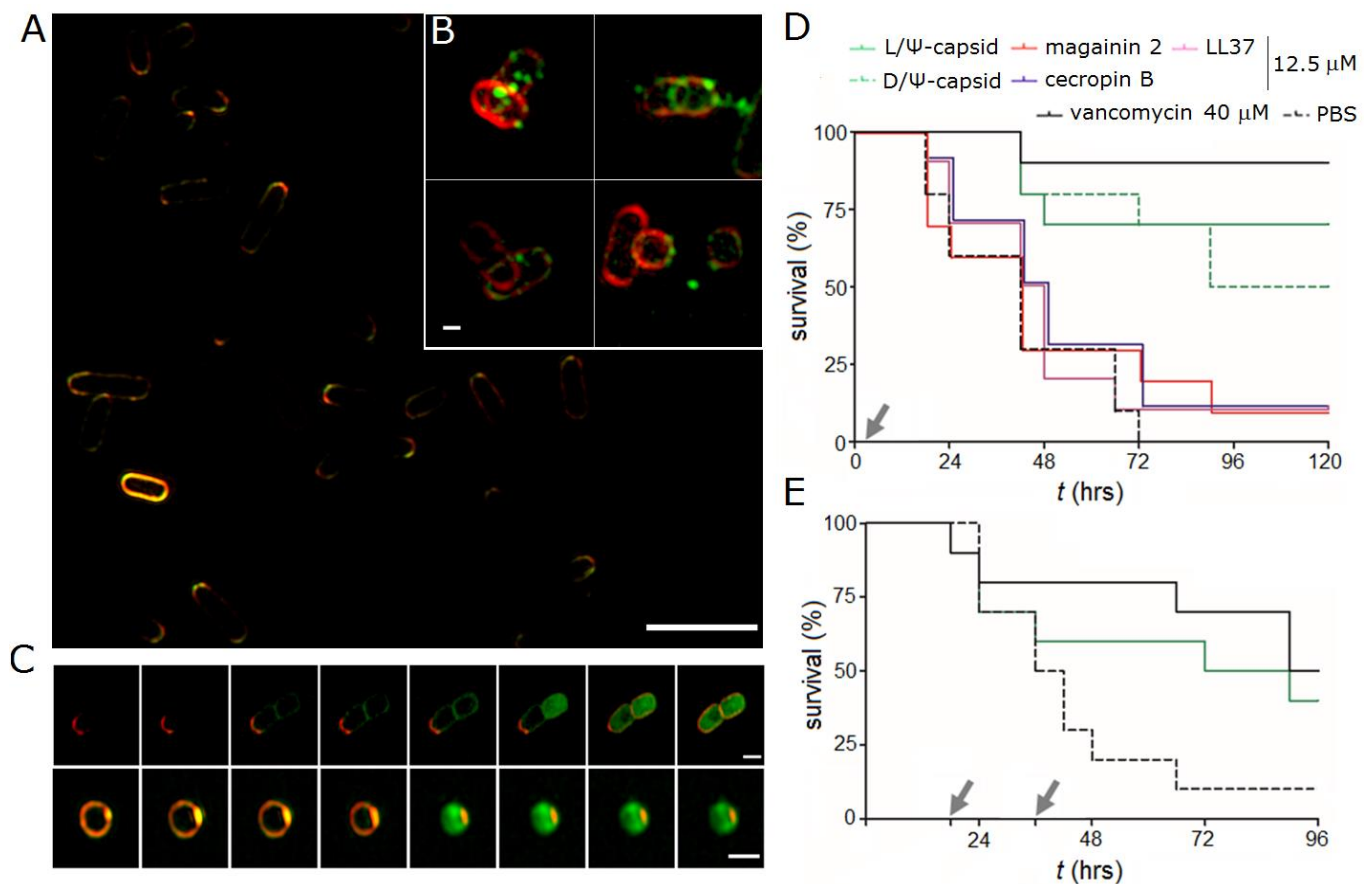 A
B
C
D
L/Ψ-capsid magainin 2 LL37
D/Ψ-capsid cecropin B
12.5 μM
vancomycin 40 μM PBS
100
75
50
25
0
survival (%)
0 24 48 72 96 120
t (hrs)
E
100
75
50
25
0
survival (%)
24 48 72 96
t (hrs)